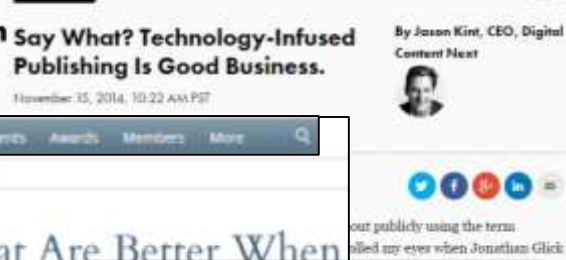 Say What? Technology-Infused
Publishing Is Good Business.
November 15, 2014, 10:22 AM PST
By Jason Kint, CEO, Digital
Content Next
Awards Members More
at Are Better When
out publicly using the term
olled my eyes when Jonathan Glick